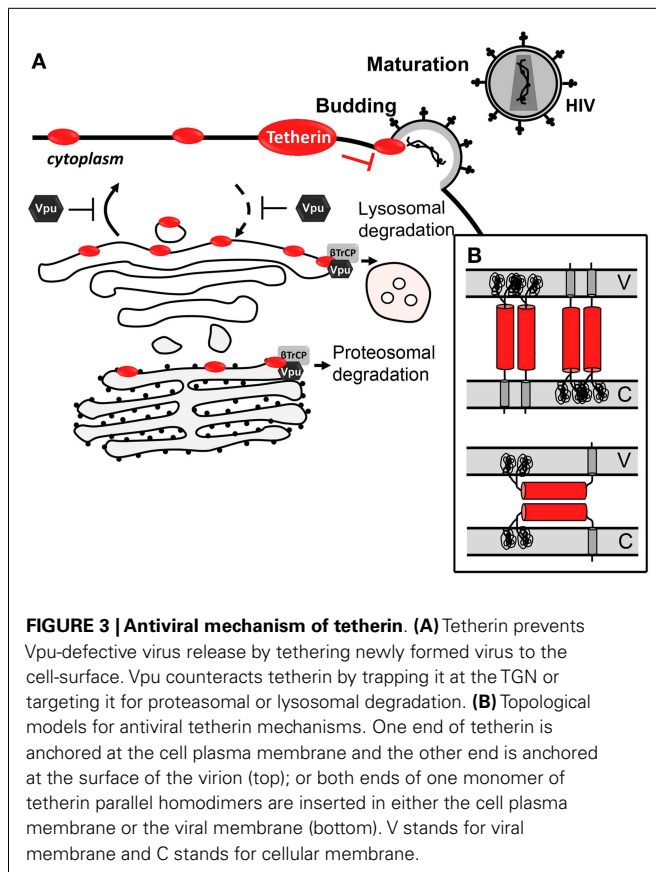 A
Maturation
HIV
Budding
Tetherin
cytoplasm
Vpu
Vpu
Lysosomal
degradation
βTrCP
Vpu
B
V
C
V
C
βTrCP
Vpu
Proteosomal
degradation
FIGURE 3 | Antiviral mechanism of tetherin. (A) Tetherin prevents
Vpu-defective virus release by tethering newly formed virus to the
cell-surface. Vpu counteracts tetherin by trapping it at the TGN or
targeting it for proteasomal or lysosomal degradation. (B) Topological
models for antiviral tetherin mechanisms. One end of tetherin is
anchored at the cell plasma membrane and the other end is anchored
at the surface of the virion (top); or both ends of one monomer of
tetherin parallel homodimers are inserted in either the cell plasma
membrane or the viral membrane (bottom). V stands for viral
membrane and C stands for cellular membrane.